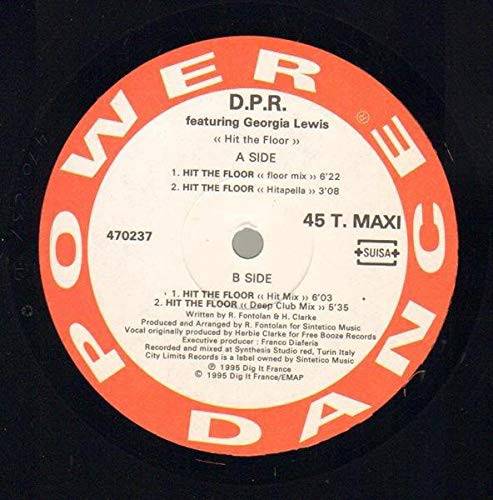 POWER DANCE
®
D.P.R.
featuring Georgia Lewis
‹‹ Hit the Floor ››
A SIDE
1. HIT THE FLOOR ‹‹ floor mix ›› 6'22
2. HIT THE FLOOR ‹‹ Hitapella ›› 3'08
470237
45 T. MAXI
+SUISA+
B SIDE
1. HIT THE FLOOR ‹‹ Hit Mix ›› 6'03
2. HIT THE FLOOR ‹‹ Deep Club Mix ›› 5'35
Written by R. Fontolan & H. Clarke
Produced and Arranged by R. Fontolan for Sintetico Music
Vocal originally produced by Harbie Clarke for Free Booze Records
Executive producer : Franco Diaferia
Recorded and mixed at Synthesis Studio red, Turin Italy
City Limits Records is a label owned by Sintetico Music
℗ 1995 Dig It France
© 1995 Dig It France/EMAP